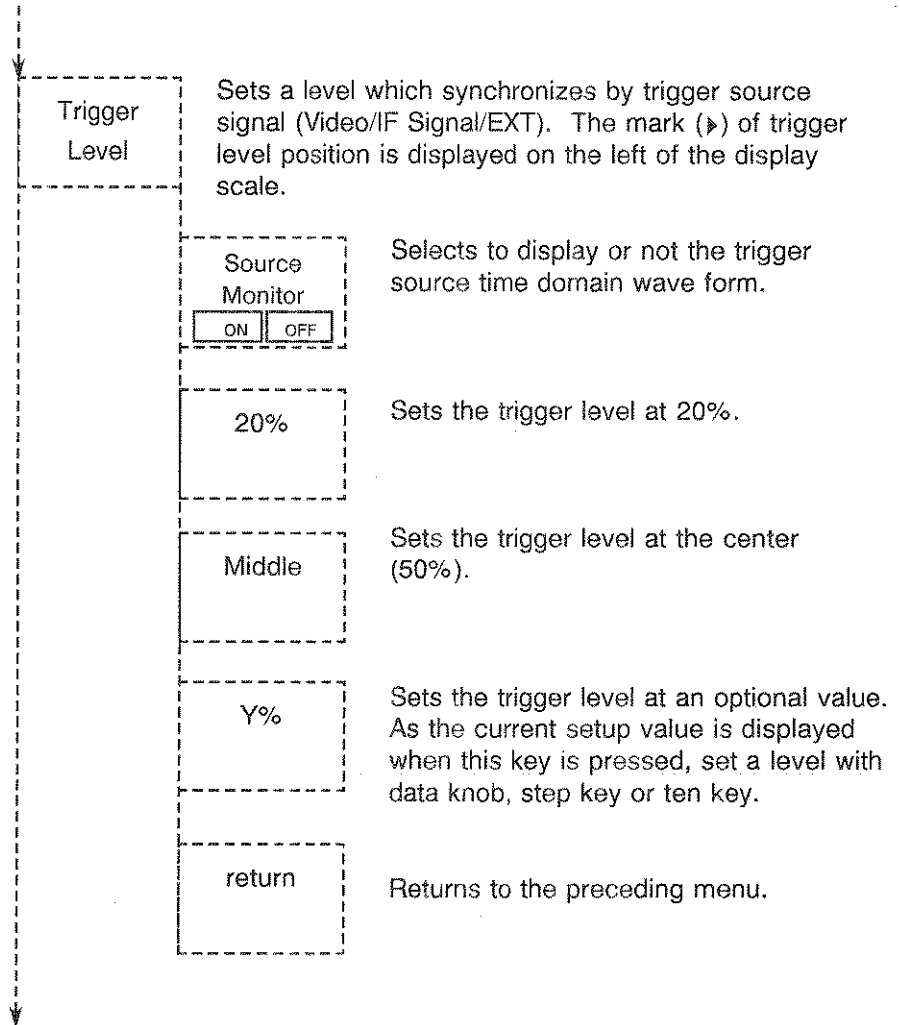 Trigger
Level
Sets a level which synchronizes by trigger source
signal (Video/IF Signal/EXT). The mark (▶) of trigger
level position is displayed on the left of the display
scale.
Source
Monitor
ON OFF
Selects to display or not the trigger
source time domain wave form.
20%
Sets the trigger level at 20%.
Middle
Sets the trigger level at the center
(50%).
Y%
Sets the trigger level at an optional value.
As the current setup value is displayed
when this key is pressed, set a level with
data knob, step key or ten key.
return
Returns to the preceding menu.